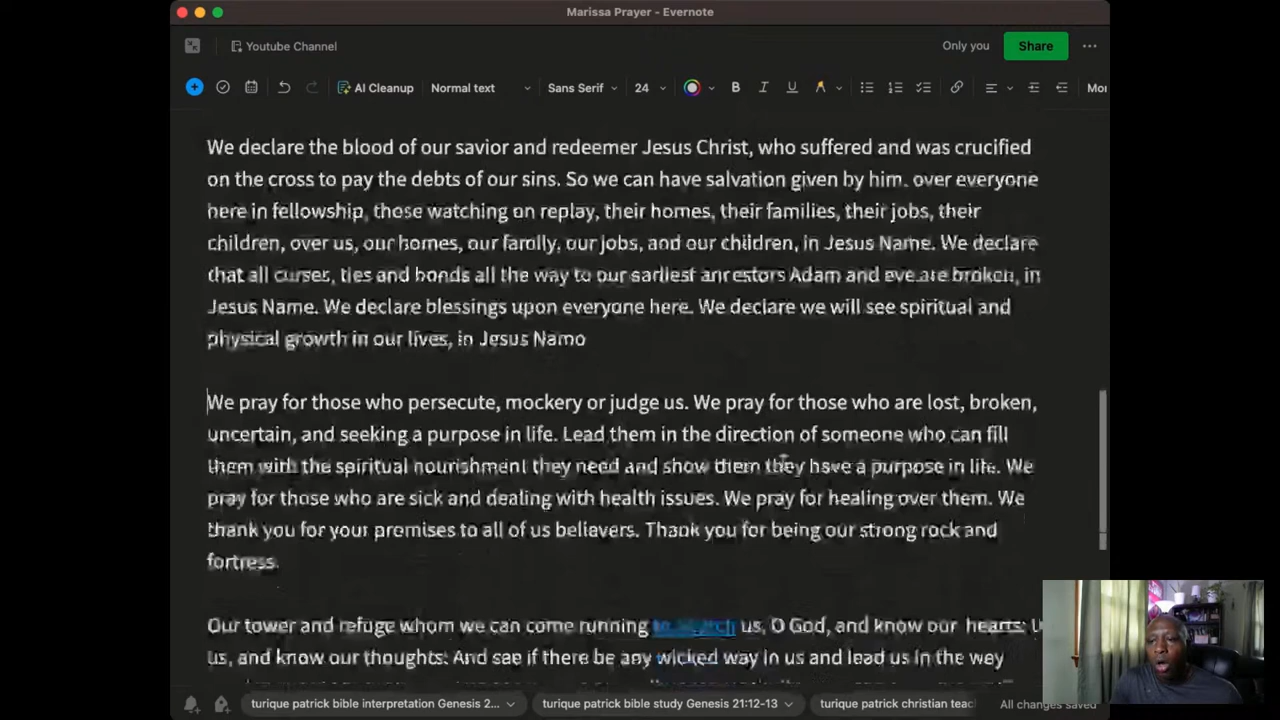 Marissa Prayer - Evernote
Youtube Channel
Only you
Share
AI Cleanup
Normal text
Sans Serif
24
Mor
We declare the blood of our savior and redeemer Jesus Christ, who suffered and was crucified
on the cross to pay the debts of our sins. So we can have salvation given by him. over everyone
here in fellowship, those watching on replay, their homes, their families, their jobs, their
children, over us, our homes, our family, our jobs, and our children, in Jesus Name. We declare
that all curses, ties and bonds all the way to our earliest ancestors Adam and eve are broken, in
Jesus Name. We declare blessings upon everyone here. We declare we will see spiritual and
physical growth in our lives, in Jesus Name
We pray for those who persecute, mockery or judge us. We pray for those who are lost, broken,
uncertain, and seeking a purpose in life. Lead them in the direction of someone who can fill
them with the spiritual nourishment they need and show them they have a purpose in life. We
pray for those who are sick and dealing with health issues. We pray for healing over them. We
thank you for your promises to all of us believers. Thank you for being our strong rock and
fortress.
Our tower and refuge whom we can come running us, O God, and know our hearts:
us, and know our thoughts: And see if there be any wicked way in us and lead us in the way
turique patrick bible interpretation Genesis 2...
turique patrick bible study Genesis 21:12-13
turique patrick christian teac
All changes saved